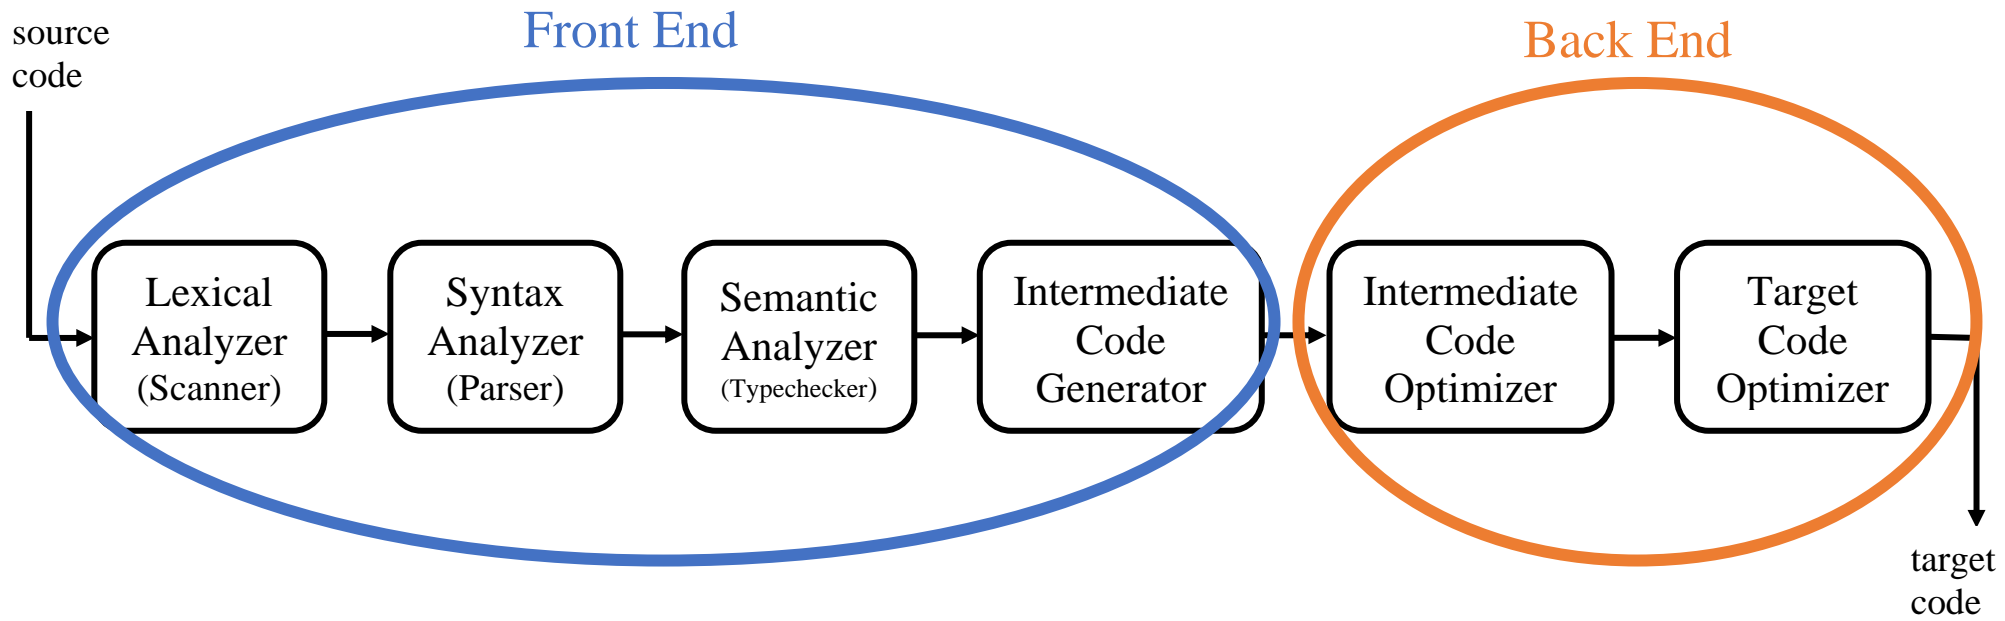 source
code
Front End
Back End
Lexical
Analyzer
(Scanner)
Syntax
Analyzer
(Parser)
Semantic
Analyzer
(Typechecker)
Intermediate
Code
Generator
Intermediate
Code
Optimizer
Target
Code
Optimizer
target
code